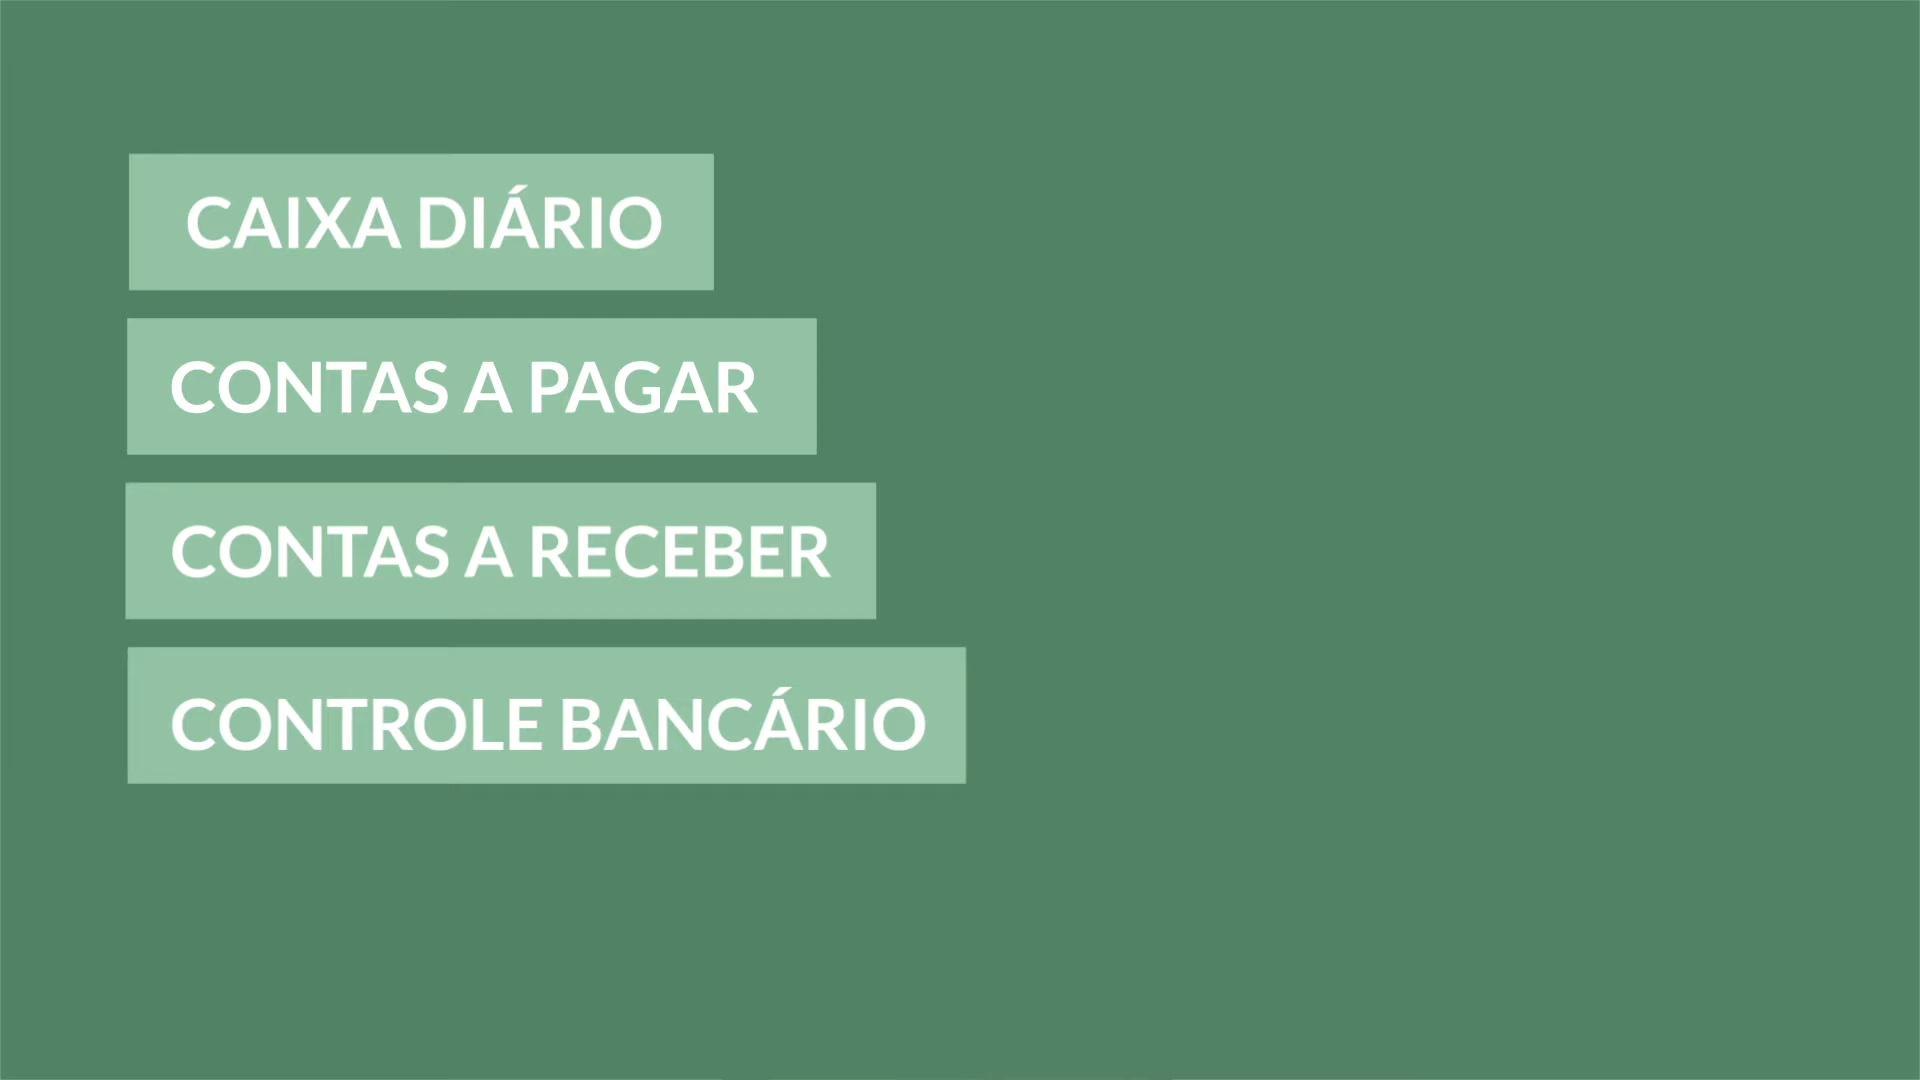 CAIXA DIÁRIO
CONTAS A PAGAR
CONTAS A RECEBER
CONTROLE BANCÁRIO